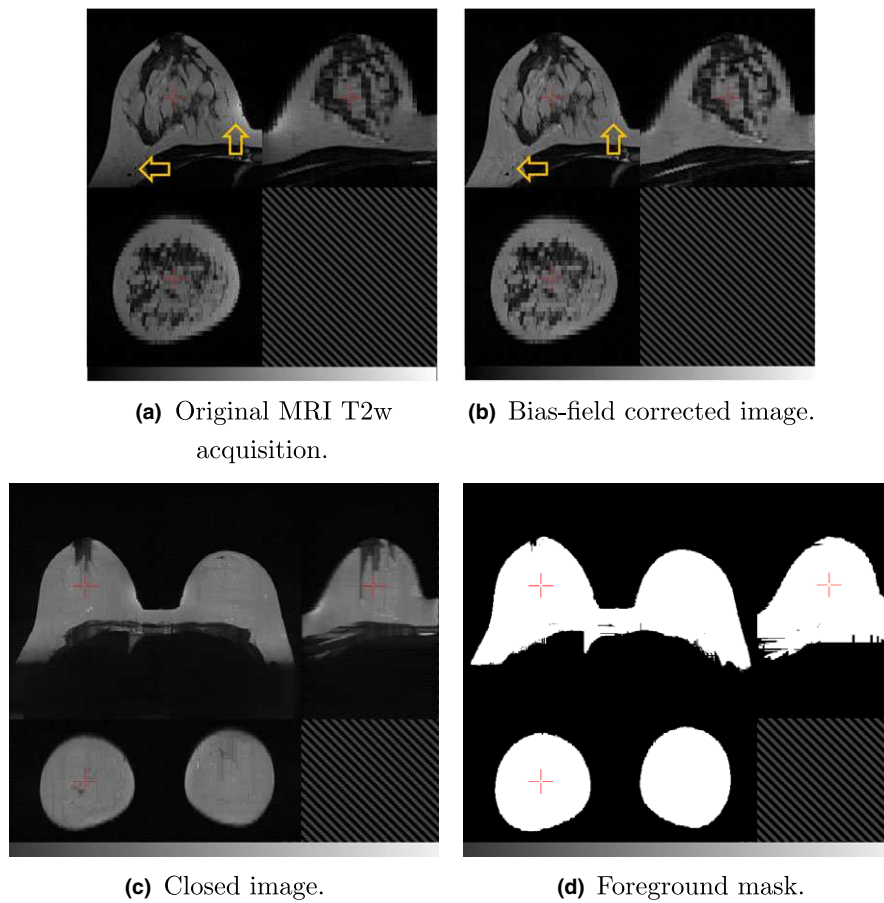 (a) Original MRI T2w
acquisition.
(b) Bias-field corrected image.
(c) Closed image.
(d) Foreground mask.